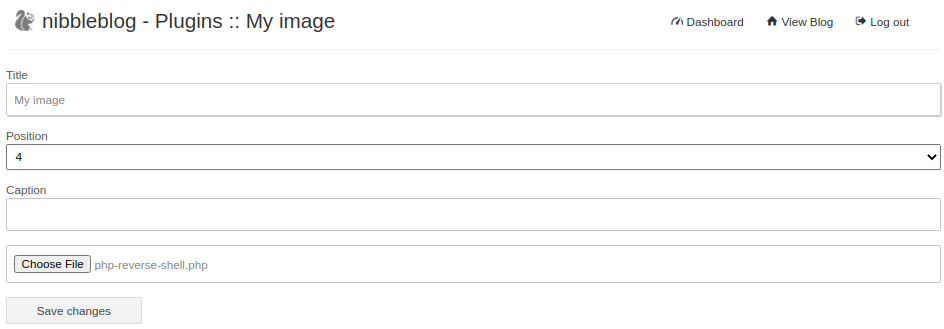 nibbleblog - Plugins :: My image
Dashboard View Blog Log out
Title
My image
Position
4
Caption
Choose File php-reverse-shell.php
Save changes